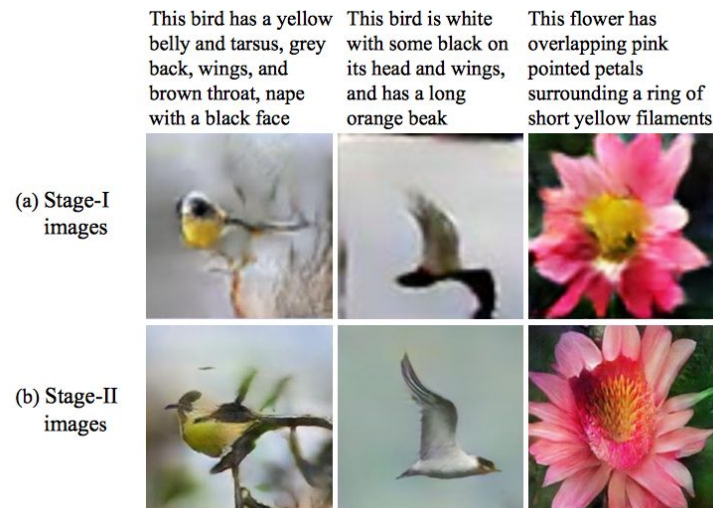 This bird has a yellow
belly and tarsus, grey
back, wings, and
brown throat, nape
with a black face
This bird is white
with some black on
its head and wings,
and has a long
orange beak
This flower has
overlapping pink
pointed petals
surrounding a ring of
short yellow filaments
(a) Stage-I
images
(b) Stage-II
images